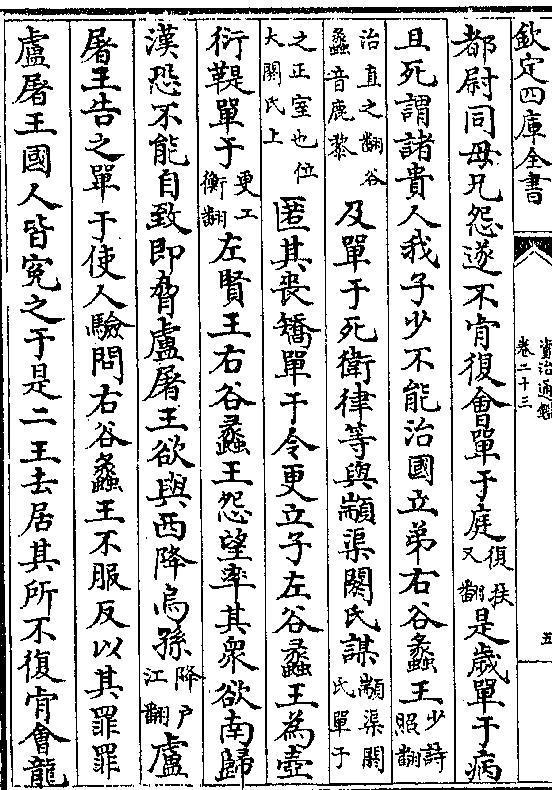 欽定四庫全書
資治通鑑
卷二十三
五
都尉同母兄怨遂不肯復會單于庭復扶又翻是歲單于病
且死謂諸貴人我子少不能治國立弟右谷蠡王少詩照翻
治直之翻谷蠡音鹿黎及單于死衛律等與顓渠閼氏謀顓渠閼氏單于
之正室也位大閼氏上匿其喪矯單于令更立子左谷蠡王為壺
衍鞮單于更工衡翻左賢王右谷蠡王怨望率其衆欲南歸
漢恐不能自致即脅盧屠王欲與西降烏孫降户江翻盧
屠王告之單于使人驗問右谷蠡王不服反以其罪罪
盧屠王國人皆寃之于是二王去居其所不復肯會龍